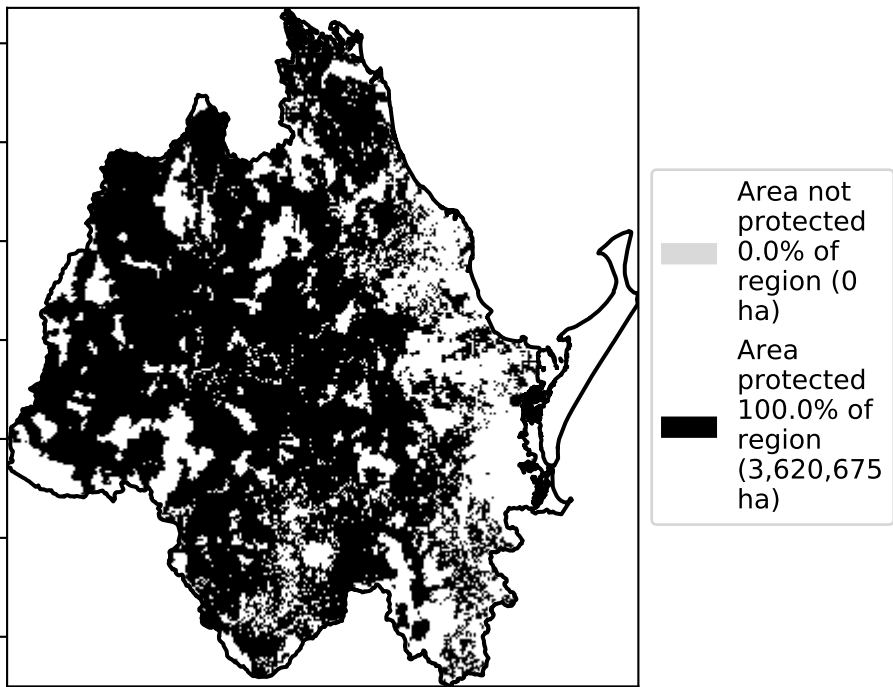 Area not
protected
0.0% of
region (0
ha)
Area
protected
100.0% of
region
(3,620,675
ha)